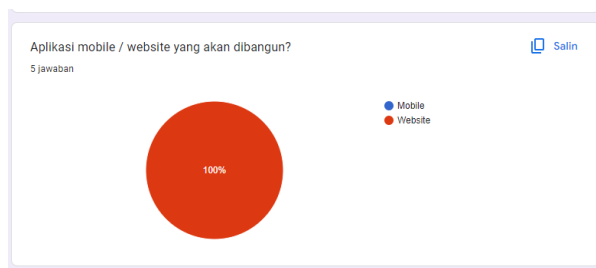 Aplikasi mobile / website yang akan dibangun?
Salin
5 jawaban
Mobile
Website
100%